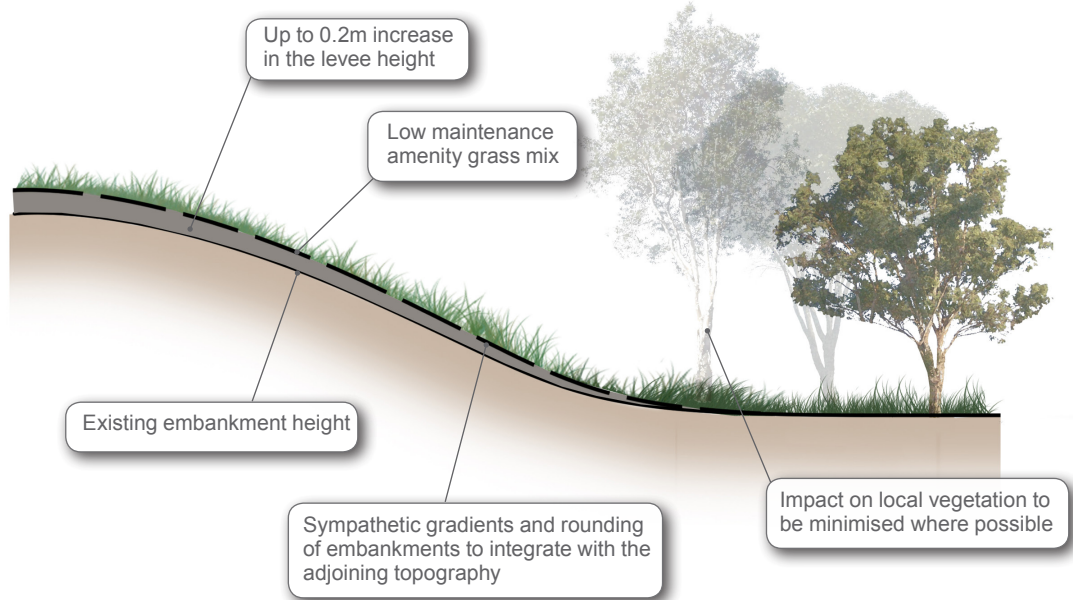 Up to 0.2m increase
in the levee height
Low maintenance
amenity grass mix
Existing embankment height
Sympathetic gradients and rounding
of embankments to integrate with the
adjoining topography
Impact on local vegetation to
be minimised where possible